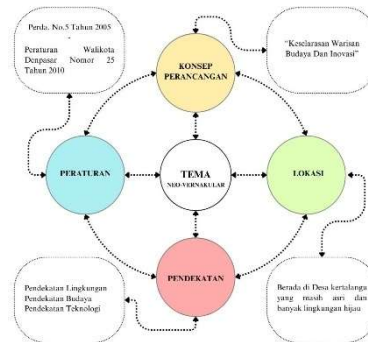 Perda. No.5 Tahun 2005
-
Peraturan Walikota
Denpasar Nomor 25
Tahun 2010
KONSEP
PERANCANGAN
"Keselarasan Warisan
Budaya Dan Inovasi"
PERATURAN
TEMA
NEO-VERNAKULAR
LOKASI
PENDEKATAN
Pendekatan Lingkungan
Pendekatan Budaya
Pendekatan Teknologi
Berada di Desa kertalangu
yang masih asri dan
banyak lingkungan hijau